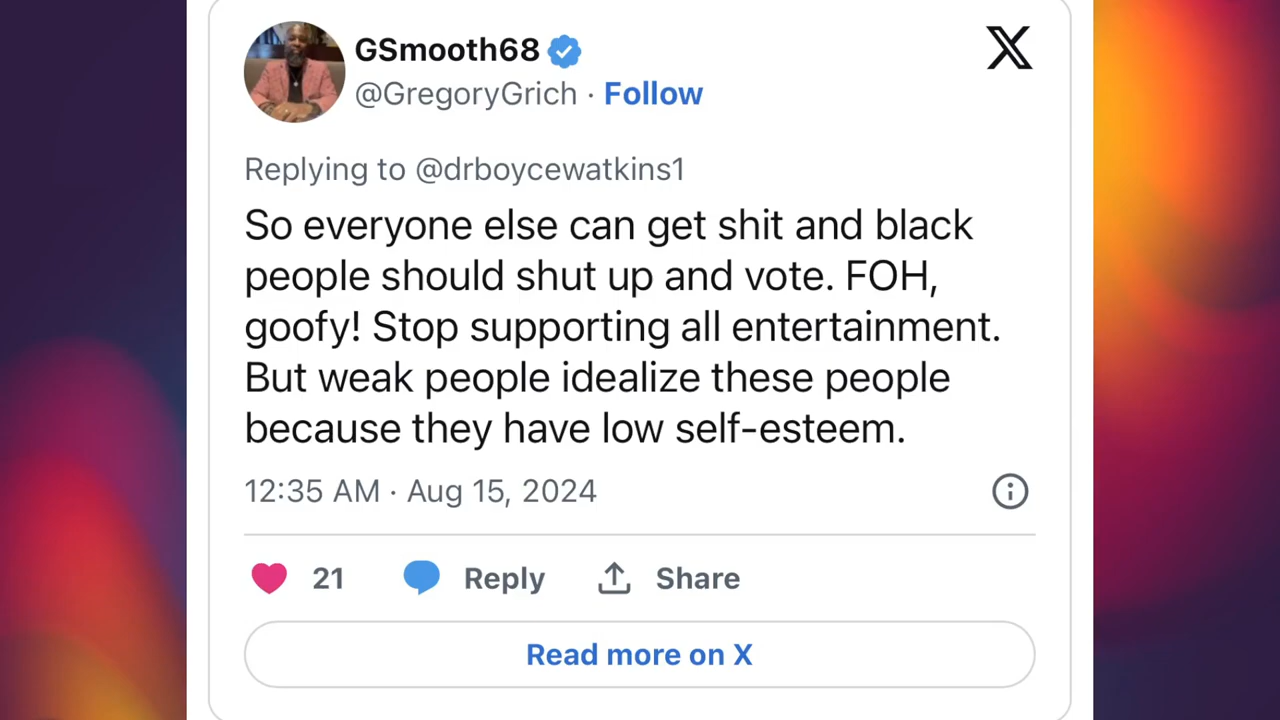 GSmooth68
@GregoryGrich · Follow
Replying to @drboycewatkins1
So everyone else can get shit and black
people should shut up and vote. FOH,
goofy! Stop supporting all entertainment.
But weak people idealize these people
because they have low self-esteem.
12:35 AM · Aug 15, 2024
21 Reply Share
Read more on X